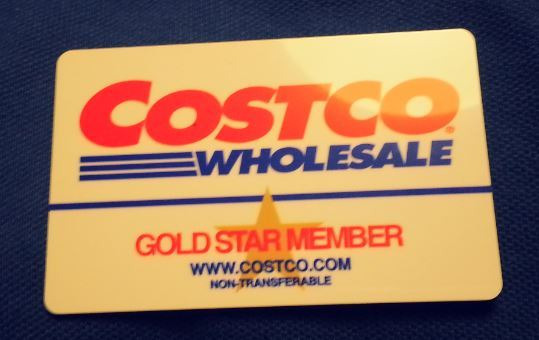 COSTCO®
WHOLESALE
GOLD STAR MEMBER
WWW.COSTCO.COM
NON-TRANSFERABLE